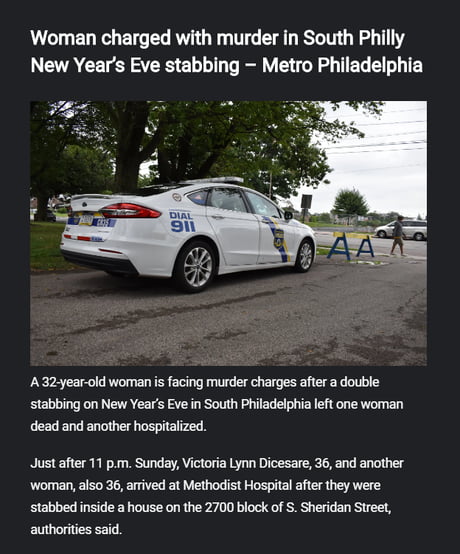 Woman charged with murder in South Philly
New Year’s Eve stabbing – Metro Philadelphia
DIAL
911
A 32-year-old woman is facing murder charges after a double
stabbing on New Year’s Eve in South Philadelphia left one woman
dead and another hospitalized.
Just after 11 p.m. Sunday, Victoria Lynn Dicesare, 36, and another
woman, also 36, arrived at Methodist Hospital after they were
stabbed inside a house on the 2700 block of S. Sheridan Street,
authorities said.